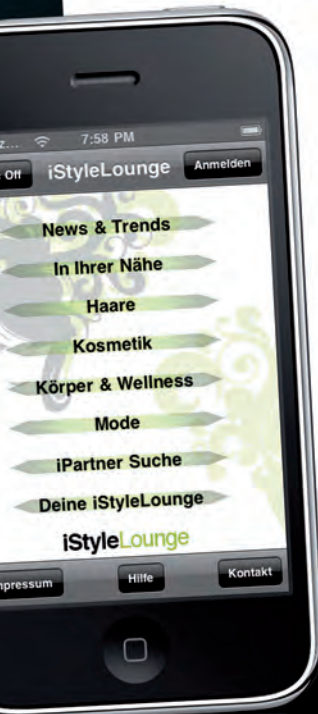 7:58 PM
Off iStyleLounge Anmelden
News & Trends
In Ihrer Nähe
Haare
Kosmetik
Körper & Wellness
Mode
iPartner Suche
Deine iStyleLounge
iStyleLounge
mpressum Hilfe Kontakt